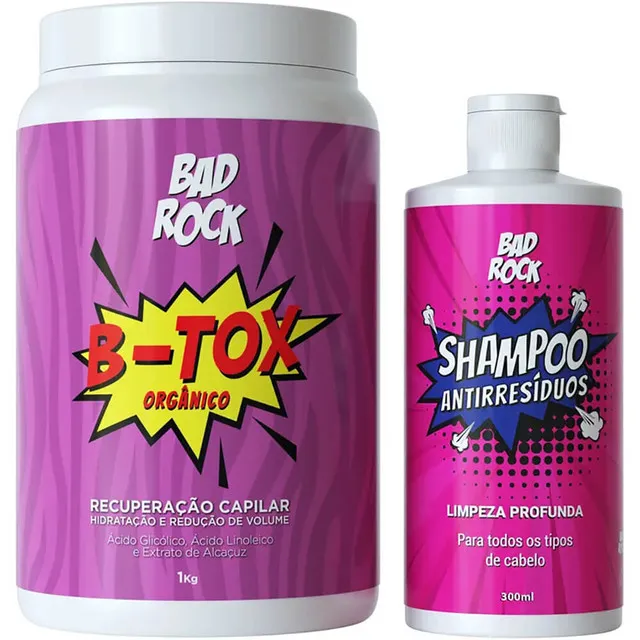 BAD
ROCK
B-TOX
ORGÂNICO
RECUPERAÇÃO CAPILAR
HIDRATAÇÃO E REDUÇÃO DE VOLUME
Ácido Glicólico, Ácido Linoleico
e Extrato de Alcaçuz
1Kg
BAD
ROCK
SHAMPOO
ANTIRRESÍDUOS
LIMPEZA PROFUNDA
Para todos os tipos
de cabelo
300ml